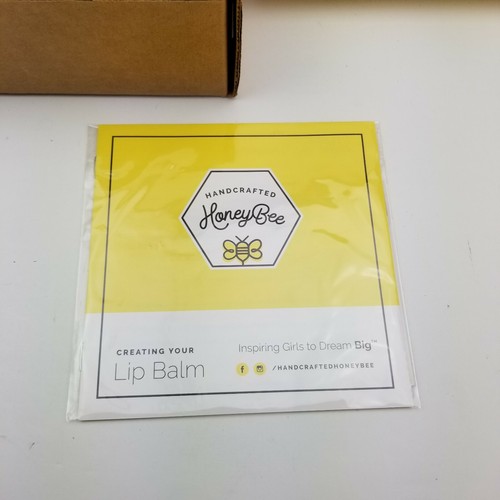 HANDCRAFTED
HoneyBee
CREATING YOUR
Lip Balm
Inspiring Girls to Dream Big™
/HANDCRAFTEDHONEYBEE